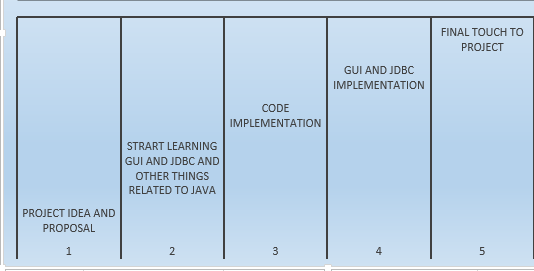 PROJECT IDEA AND
PROPOSAL
1
STRART LEARNING
GUI AND JDBC AND
OTHER THINGS
RELATED TO JAVA
2
CODE
IMPLEMENTATION
3
GUI AND JDBC
IMPLEMENTATION
4
FINAL TOUCH TO
PROJECT
5